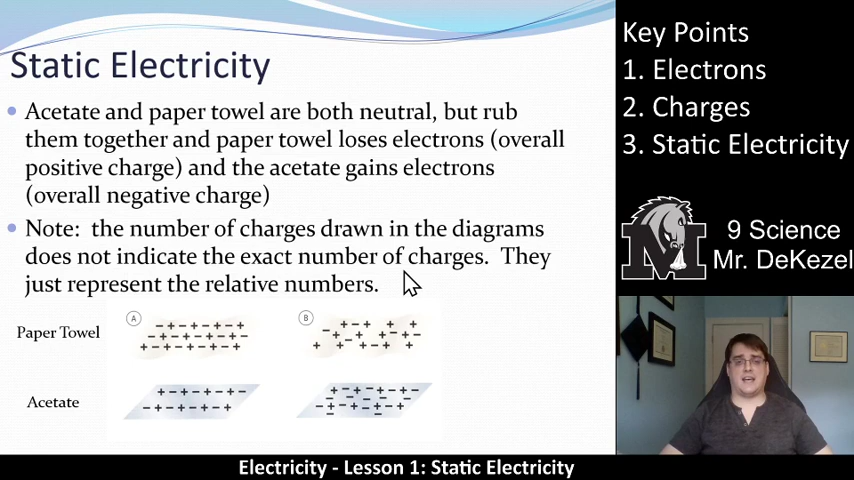 Static Electricity
Acetate and paper towel are both neutral, but rub
them together and paper towel loses electrons (overall
positive charge) and the acetate gains electrons
(overall negative charge)
Note: the number of charges drawn in the diagrams
does not indicate the exact number of charges. They
just represent the relative numbers.
Paper Towel
A
B
Acetate
Key Points
1. Electrons
2. Charges
3. Static Electricity
M
9 Science
Mr. DeKezel
Electricity - Lesson 1: Static Electricity